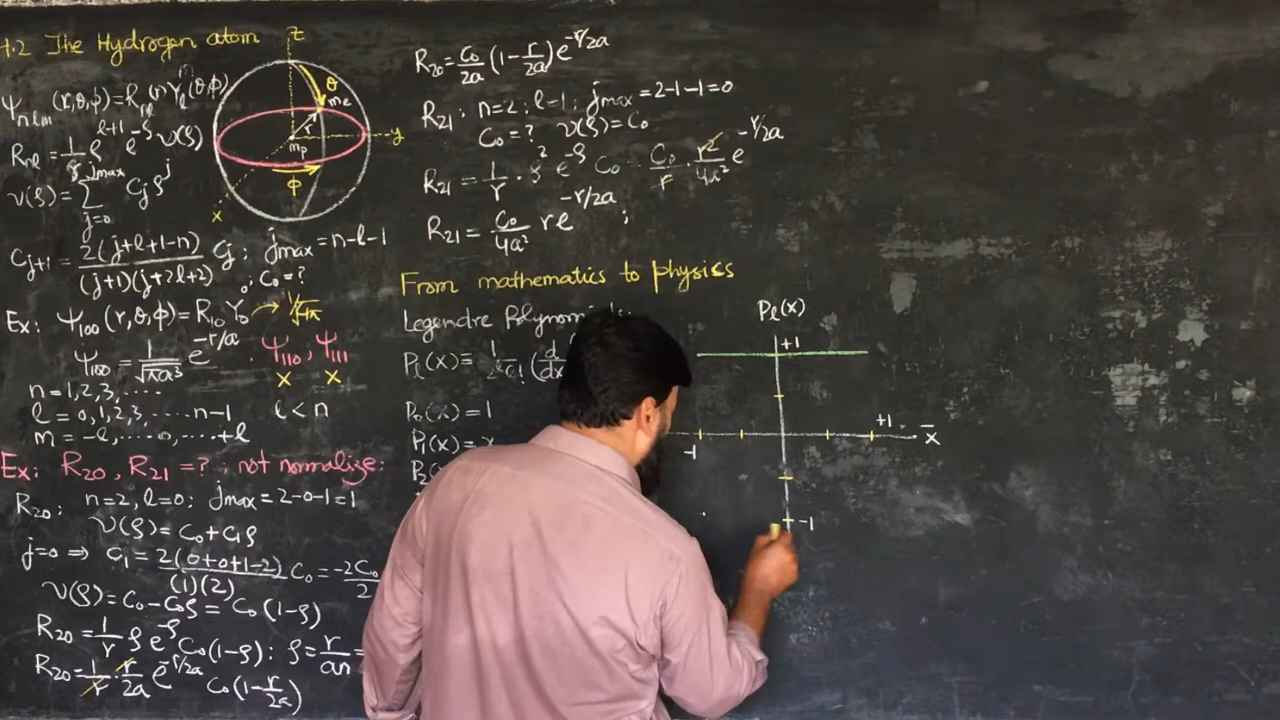 4.2 The Hydrogen atom
Ψnlm(r,θ,ϕ)=Rnl(r)Yl^m(θ,ϕ)
Rnl=1/r ρ^(l+1) e^(-ρ) v(ρ)
v(ρ)=∑_(j=0)^(jmax) Cj ρ^j
Cj+1=2(j+l+1-n)/((j+1)(j+2l+2)) Cj; jmax=n-l-1
; C0=?
Ex: Ψ100(r,θ,ϕ)=R10Y0
Ψ100=1/√(πa³) e^(-r/a). Ψ110, Ψ111
x x
n=1,2,3,.....
l=0,1,2,3,.....n-1 l<n
m=-l,....0,....+l
Ex: R20, R21=? ; not normalize:
R20: n=2, l=0; jmax=2-0-1=1
v(ρ)=C0+C1ρ
j=0 ⇒ C1=2(0+0+1-2)/((1)(2)) C0=-2C0/2
v(ρ)=C0-C0ρ=C0(1-ρ)
R20=1/r ρ e^(-ρ) C0(1-ρ): ρ=r/an=
R20=1/r · r/2a e^(-r/2a) C0(1-r/2a)
z
θ
me
r
mp
y
ϕ
x
R20=C0/2a (1-r/2a)e^(-r/2a)
R21: n=2; l=1; jmax=2-1-1=0
C0=? v(ρ)=C0
R21=1/r · ρ² e^(-ρ) C0 C0/r · r²/4a² e^(-r/2a)
R21=C0/4a² re^(-r/2a) ;
From mathematics to physics
Legendre
Pl(x)≡ 1/2^l l! (d/dx
P0(x)=1
P1(x)=x
Pl(x)
+1
+1
-1
x
-1